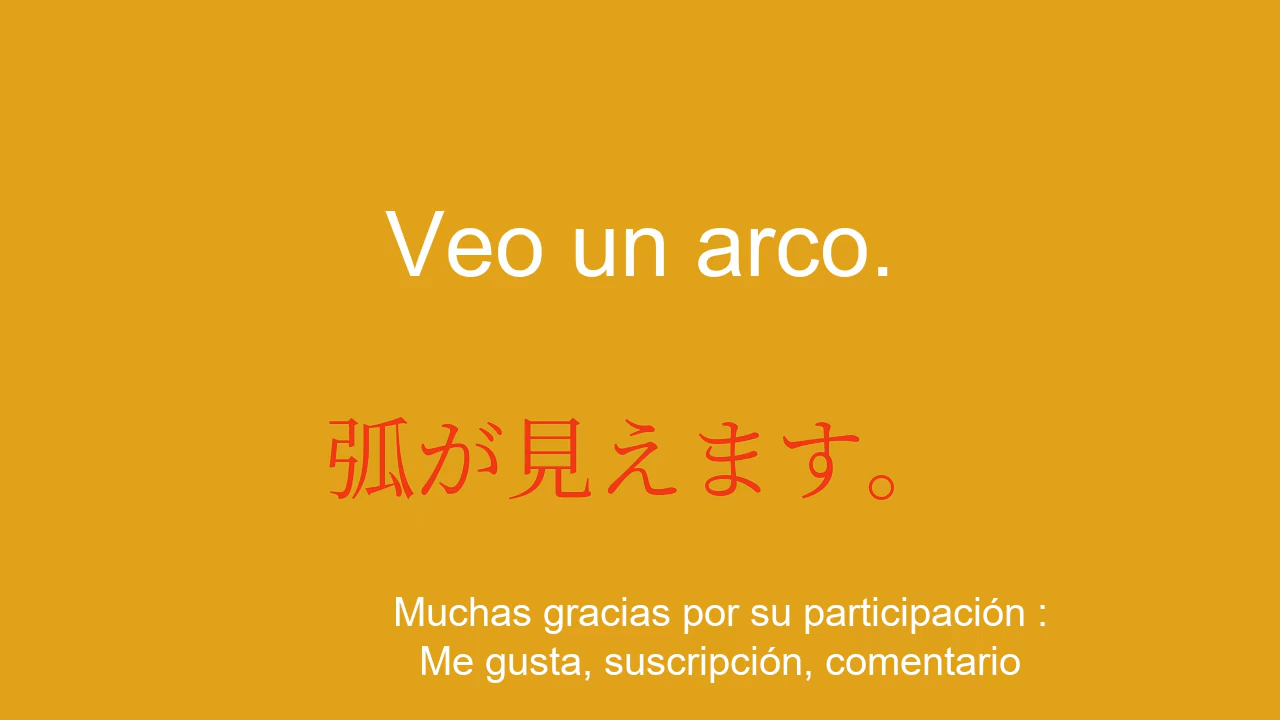 Veo un arco.
弧が見えます。
Muchas gracias por su participación :
Me gusta, suscripción, comentario